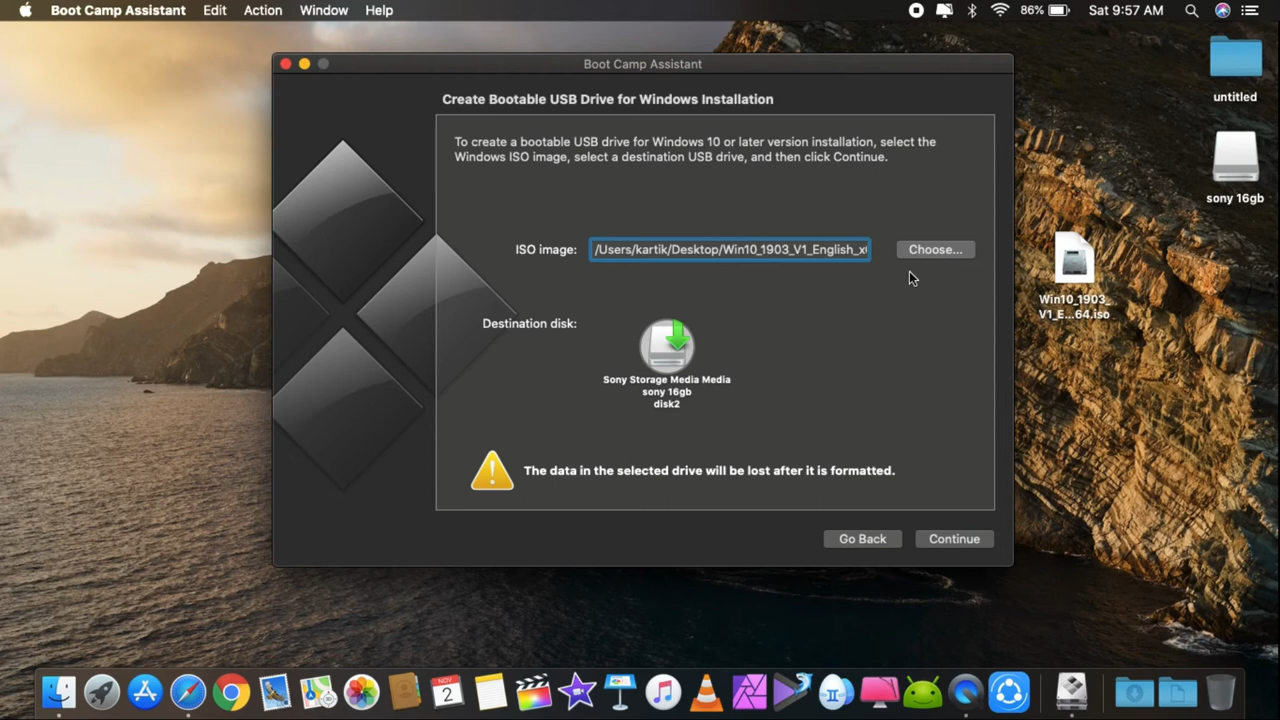 Boot Camp Assistant Edit Action Window Help 86% Sat 9:57 AM
Boot Camp Assistant
Create Bootable USB Drive for Windows Installation
To create a bootable USB drive for Windows 10 or later version installation, select the
Windows ISO image, select a destination USB drive, and then click Continue.
ISO image: /Users/kartik/Desktop/Win10_1903_V1_English_x Choose...
Destination disk:
Sony Storage Media Media
sony 16gb
disk2
The data in the selected drive will be lost after it is formatted.
Go Back Continue
untitled
sony 16gb
Win10_1903_
V1_E...64.iso
NOV
2